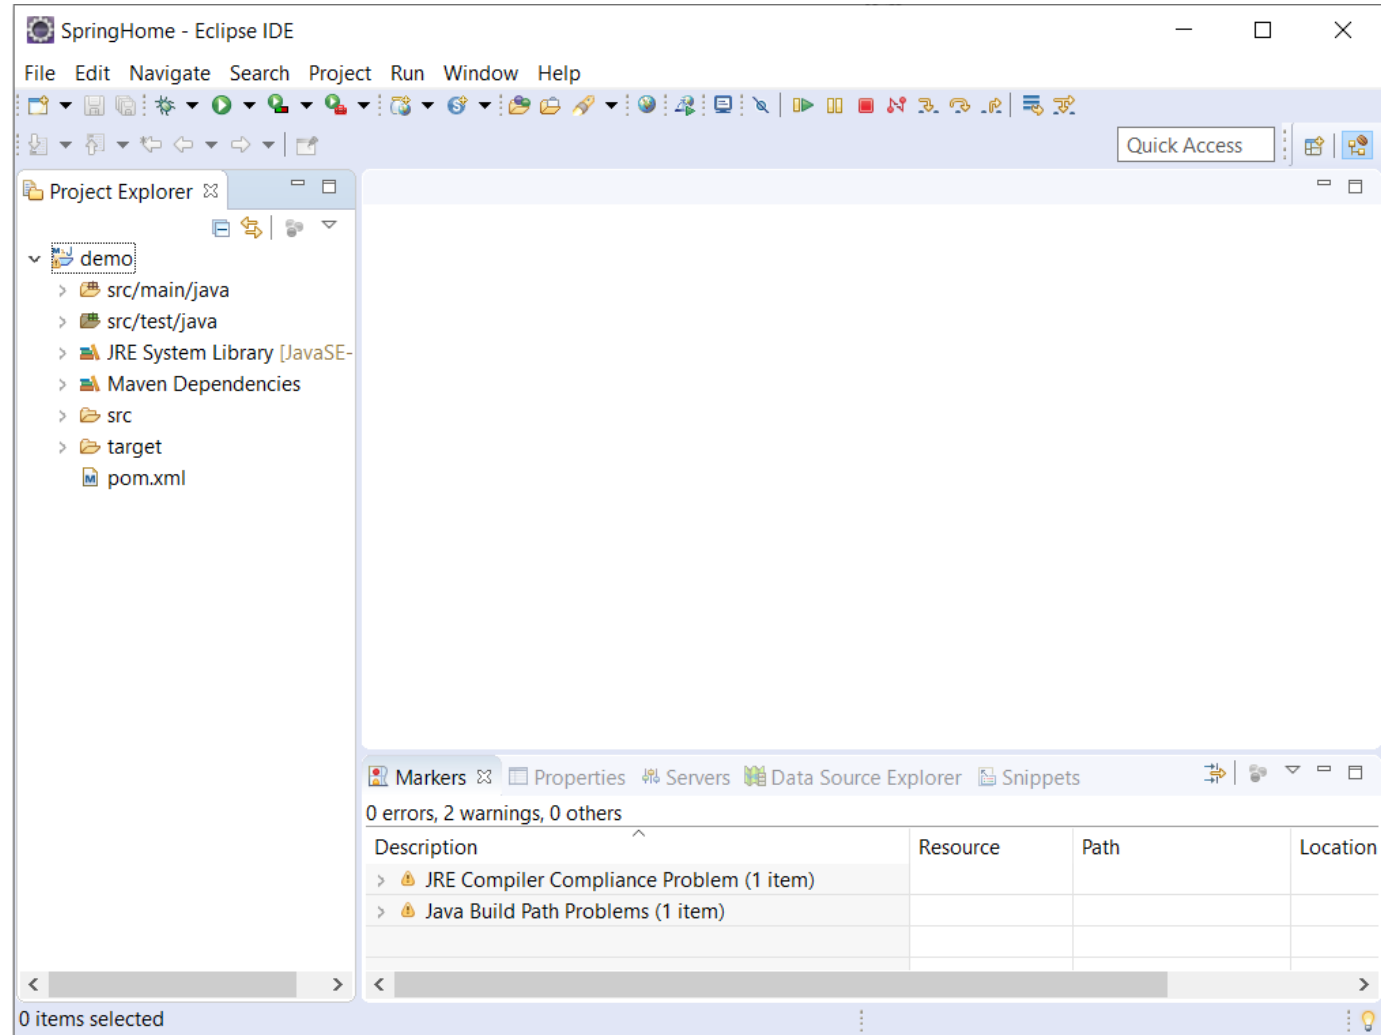 SpringHome - Eclipse IDE
File Edit Navigate Search Project Run Window Help
Quick Access
Project Explorer
demo
src/main/java
src/test/java
JRE System Library [JavaSE-
Maven Dependencies
src
target
pom.xml
Markers Properties Servers Data Source Explorer Snippets
0 errors, 2 warnings, 0 others
Description Resource Path Location
JRE Compiler Compliance Problem (1 item)
Java Build Path Problems (1 item)
0 items selected